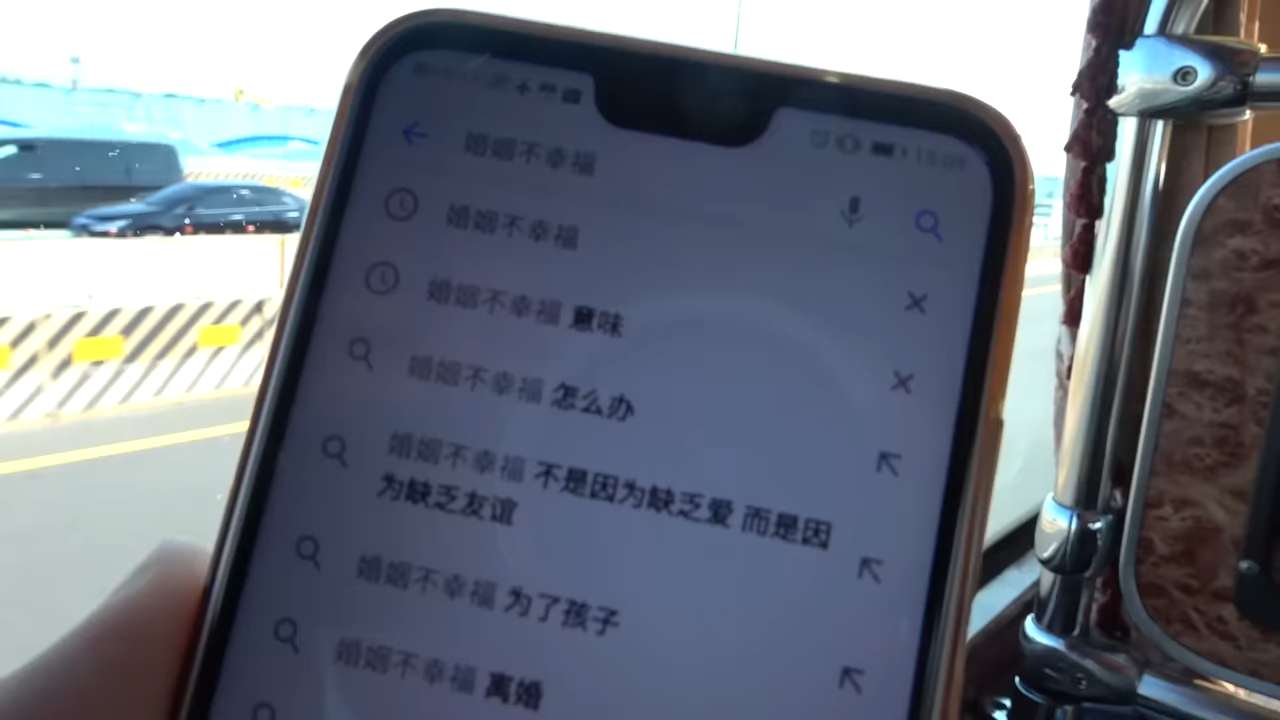 婚姻不幸福
婚姻不幸福
婚姻不幸福 意味
婚姻不幸福 怎么办
婚姻不幸福 不是因为缺乏爱 而是因
为缺乏友谊
婚姻不幸福 为了孩子
婚姻不幸福 离婚